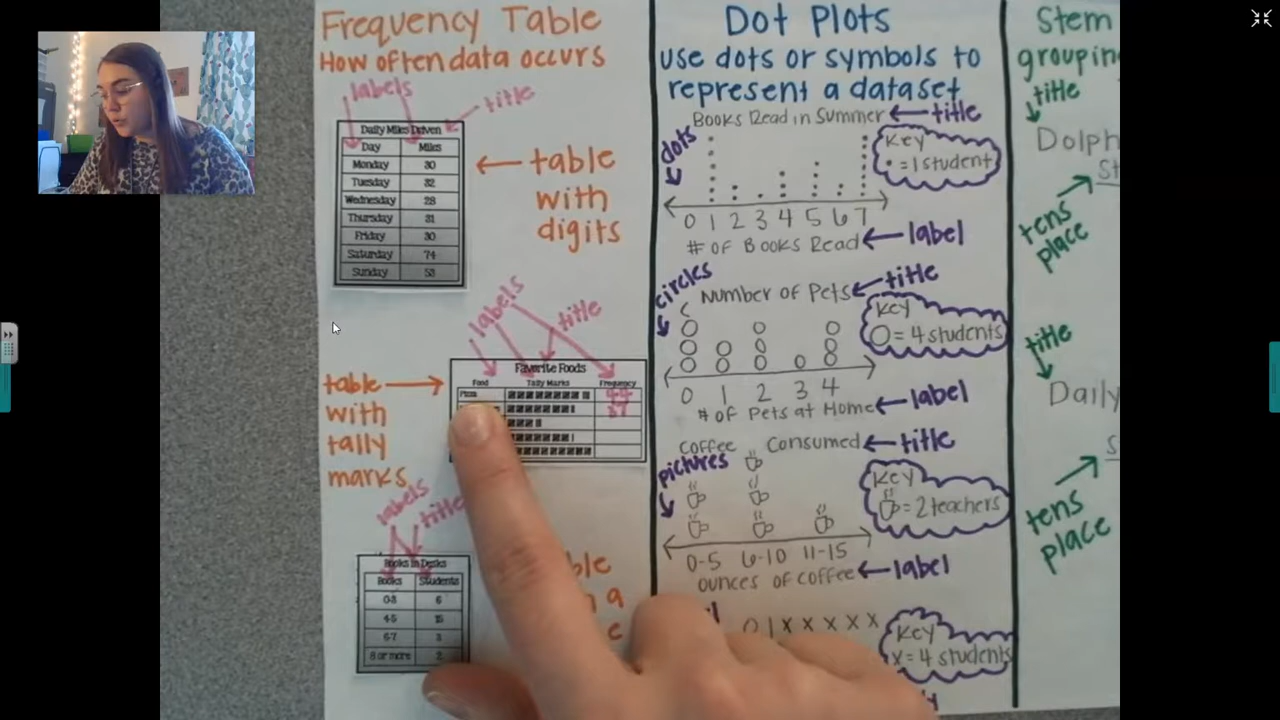 Frequency Table
How often data occurs
labels
title
Daily Miles Driven
Day Miles
Monday 30
Tuesday 32
Wednesday 28
Thursday 31
Friday 30
Saturday 74
Sunday 53
table
with
digits
labels
title
Favorite Foods
Food Tally Marks Frequency
Pizza 44
37
table
with
tally
marks
labels
title
Books in Desks
Books Students
0-3 6
4-5 15
6-7 3
8 or more 2
Dot Plots
use dots or symbols to
represent a dataset
Books Read in Summer
title
dots
Key
• = 1 student
0 1 2 3 4 5 6 7
# of Books Read
label
circles
Number of Pets
title
Key
O = 4 students
0 1 2 3 4
# of Pets at Home
label
Coffee Consumed
title
pictures
Key
= 2 teachers
0-5 6-10 11-15
ounces of coffee
label
0 1 X X X X X
Key
X = 4 students
Stem
title
tens
place
title
Daily
tens
place